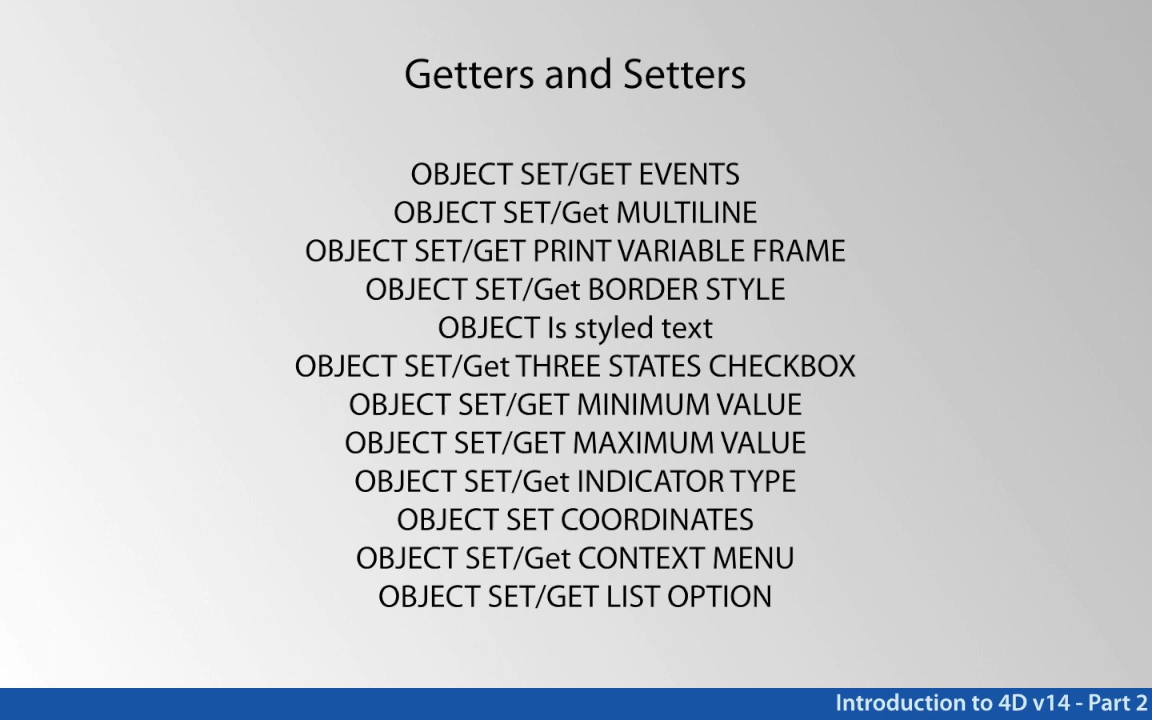 Getters and Setters
OBJECT SET/GET EVENTS
OBJECT SET/Get MULTILINE
OBJECT SET/GET PRINT VARIABLE FRAME
OBJECT SET/Get BORDER STYLE
OBJECT Is styled text
OBJECT SET/Get THREE STATES CHECKBOX
OBJECT SET/GET MINIMUM VALUE
OBJECT SET/GET MAXIMUM VALUE
OBJECT SET/Get INDICATOR TYPE
OBJECT SET COORDINATES
OBJECT SET/Get CONTEXT MENU
OBJECT SET/GET LIST OPTION
Introduction to 4D v14 - Part 2